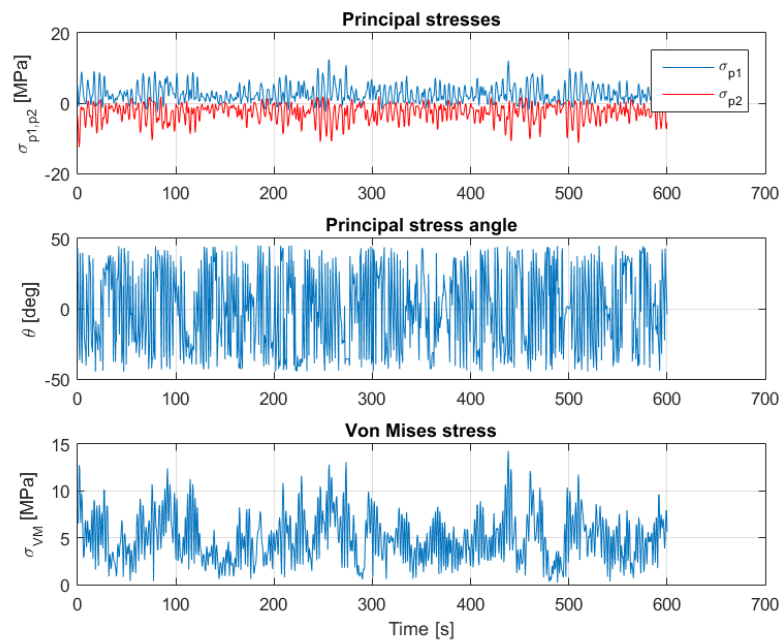 Principal stresses
20
0
-20
σp1,p2 [MPa]
σp1
σp2
0 100 200 300 400 500 600 700
Principal stress angle
50
0
-50
θ [deg]
0 100 200 300 400 500 600 700
Von Mises stress
15
10
5
0
σVM [MPa]
0 100 200 300 400 500 600 700
Time [s]